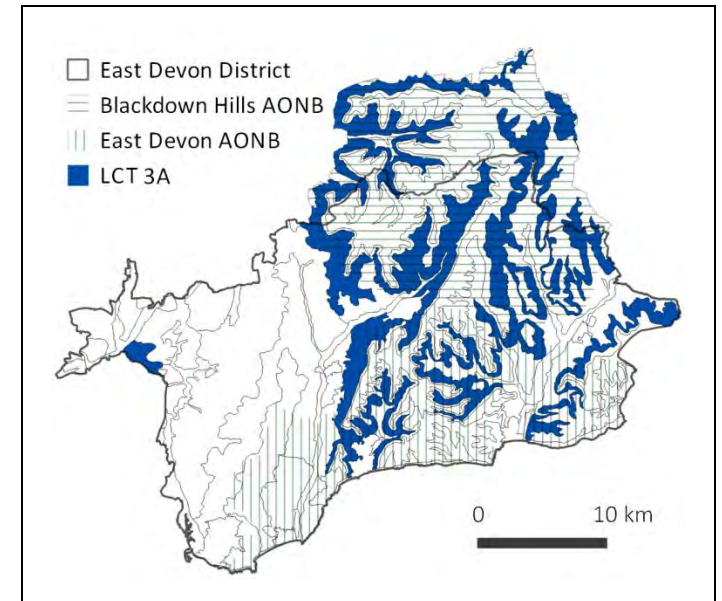 East Devon District
Blackdown Hills AONB
East Devon AONB
LCT 3A
0 10 km